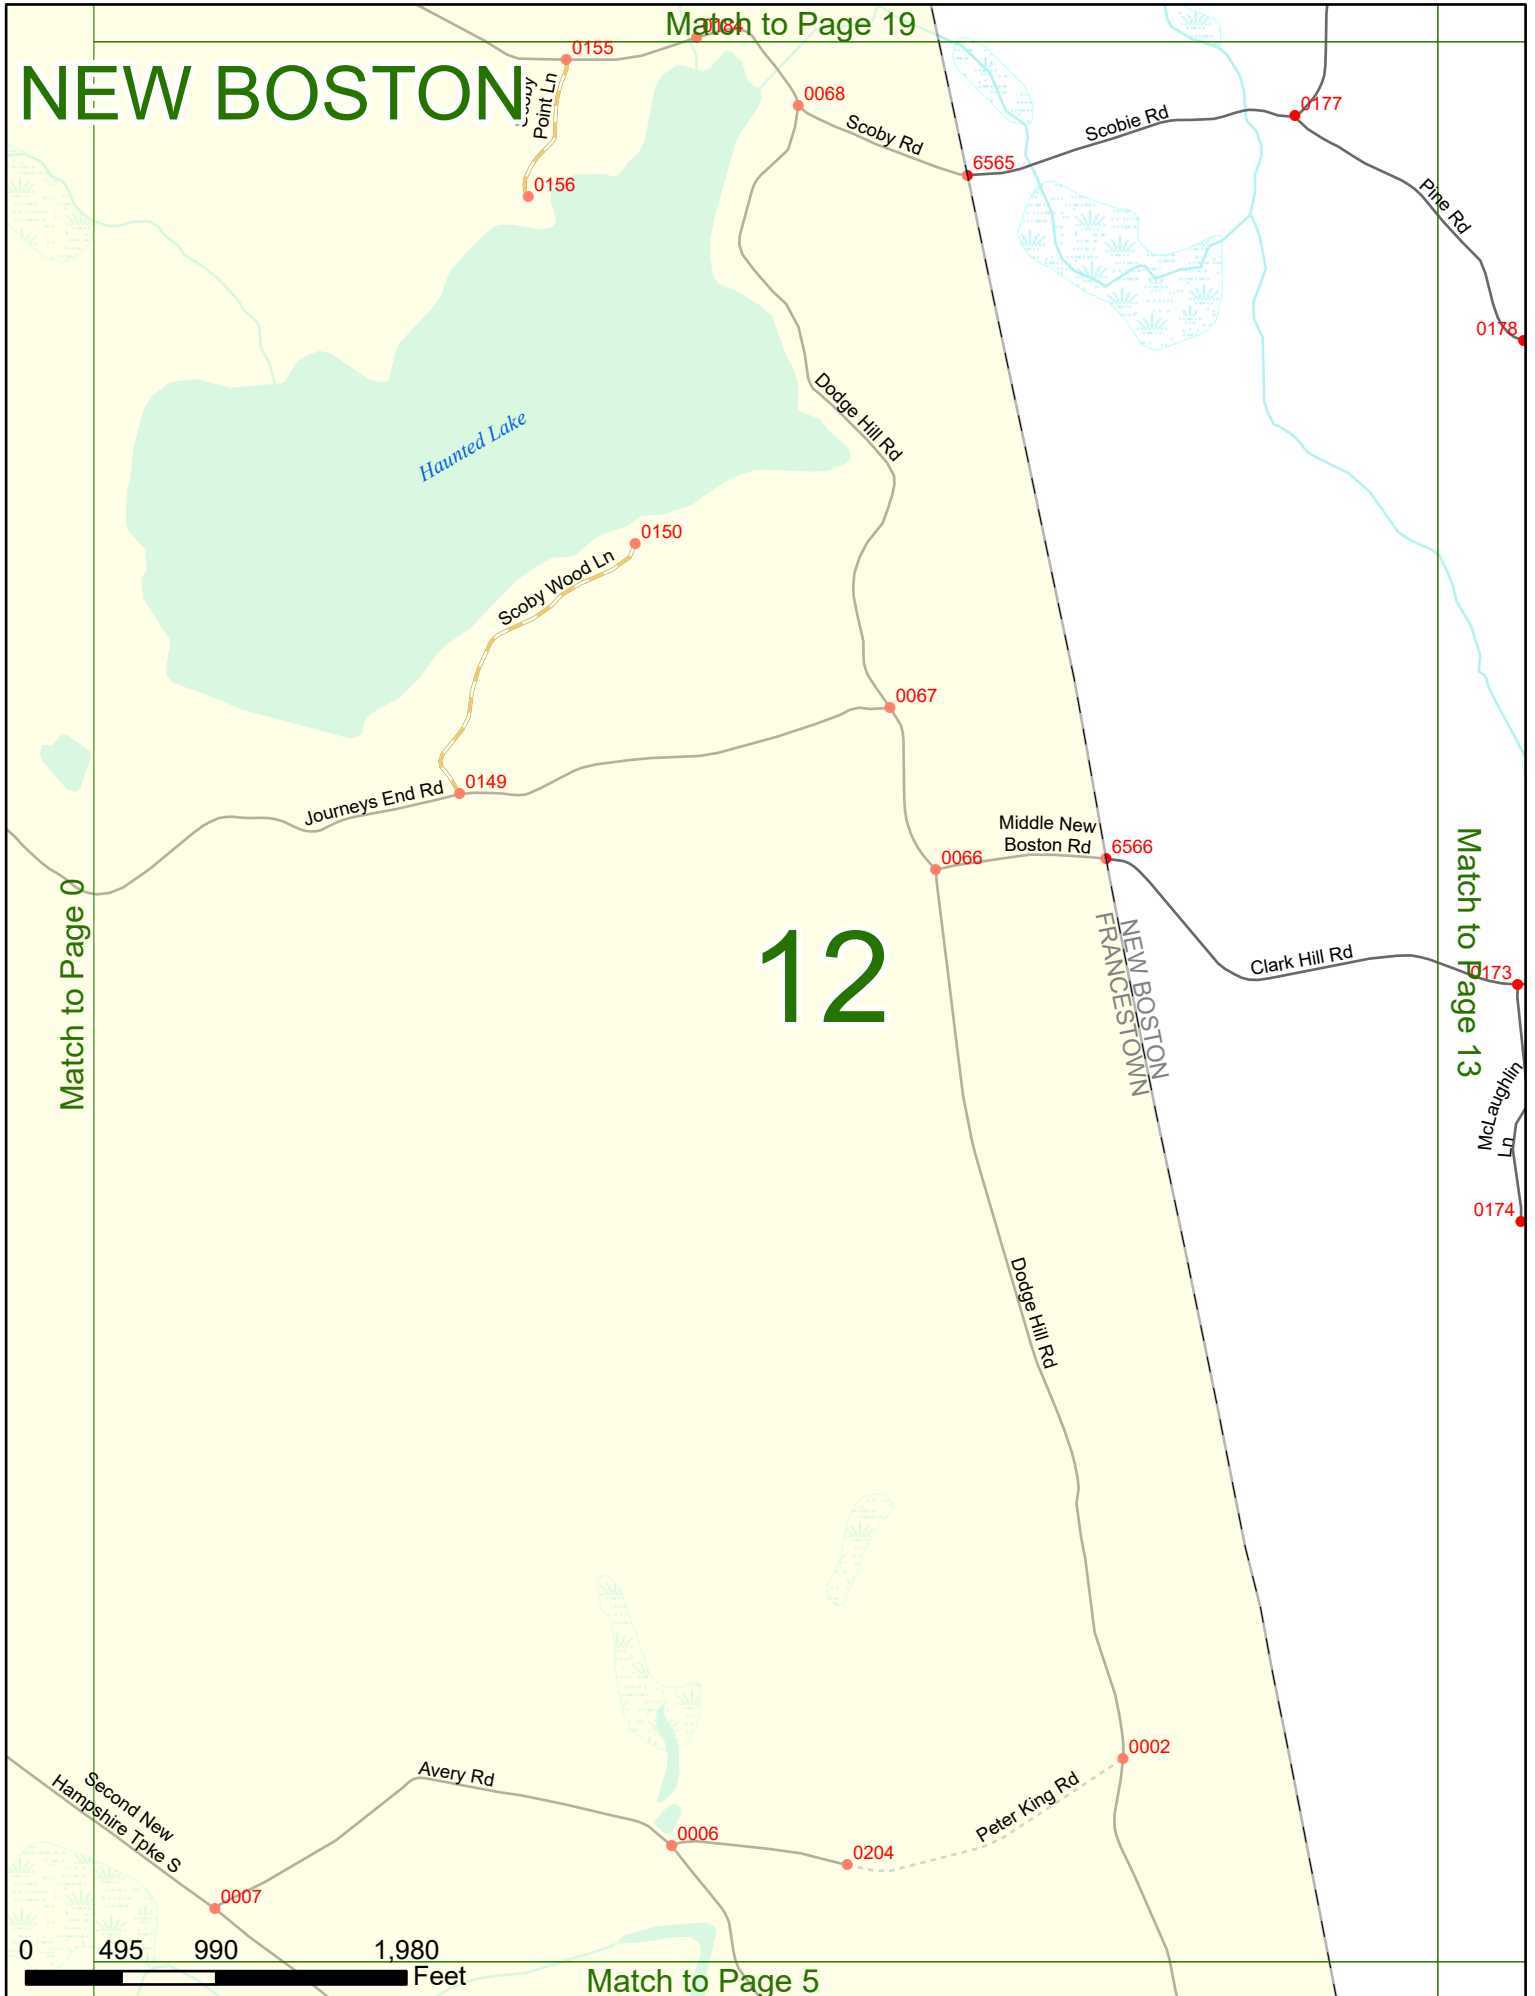 Match to Page 19
0184
0155
NEW BOSTON
Scoby
Point Ln
0068
0177
Scoby Rd
Scobie Rd
6565
0156
Pine Rd
0178
Dodge Hill Rd
Haunted Lake
0150
Scoby Wood Ln
0067
0149
Journeys End Rd
Middle New
Boston Rd
6566
0066
Match to Page 0
12
NEW BOSTON
FRANCESTOWN
Clark Hill Rd
0173
Match to Page 13
McLaughlin
Ln
0174
Dodge Hill Rd
0002
Avery Rd
Second New
Hampshire Tpke S
Peter King Rd
0006
0204
0007
0 495 990 1,980
Feet
Match to Page 5